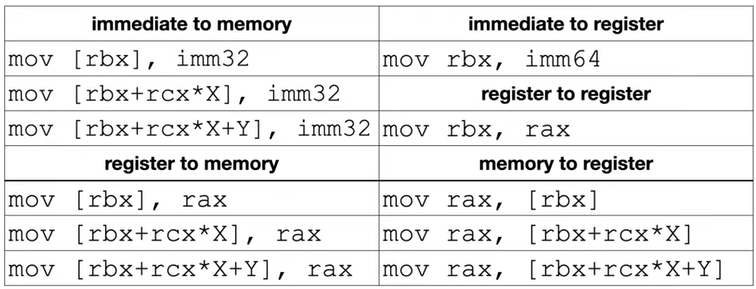 immediate to memory
immediate to register
mov [rbx], imm32
mov rbx, imm64
mov [rbx+rcx*X], imm32
register to register
mov [rbx+rcx*X+Y], imm32
mov rbx, rax
register to memory
memory to register
mov [rbx], rax
mov rax, [rbx]
mov [rbx+rcx*X], rax
mov rax, [rbx+rcx*X]
mov [rbx+rcx*X+Y], rax
mov rax, [rbx+rcx*X+Y]